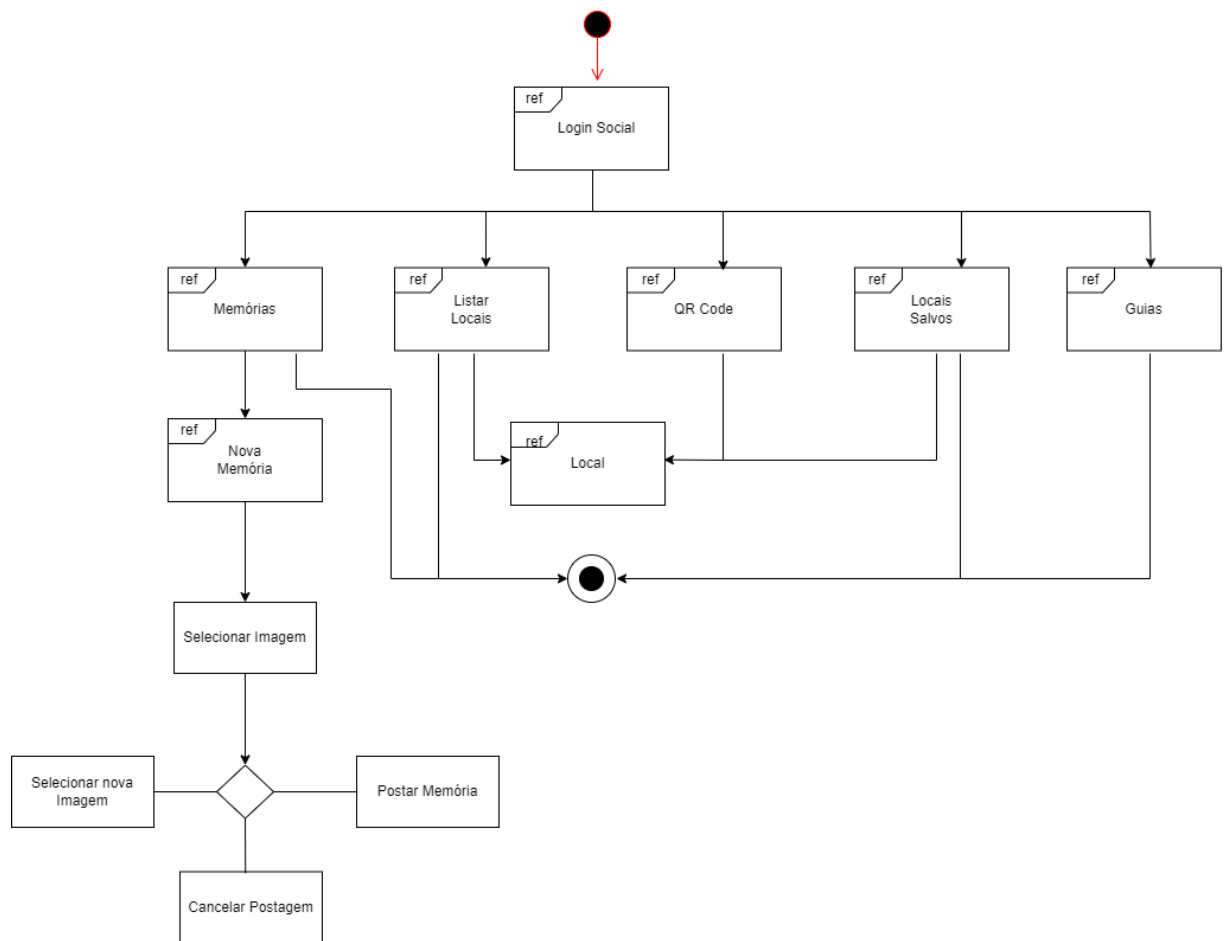 ref
Login Social
ref
Memórias
ref
Listar
Locais
ref
QR Code
ref
Locais
Salvos
ref
Guias
ref
Nova
Memória
ref
Local
Selecionar Imagem
Selecionar nova
Imagem
Postar Memória
Cancelar Postagem